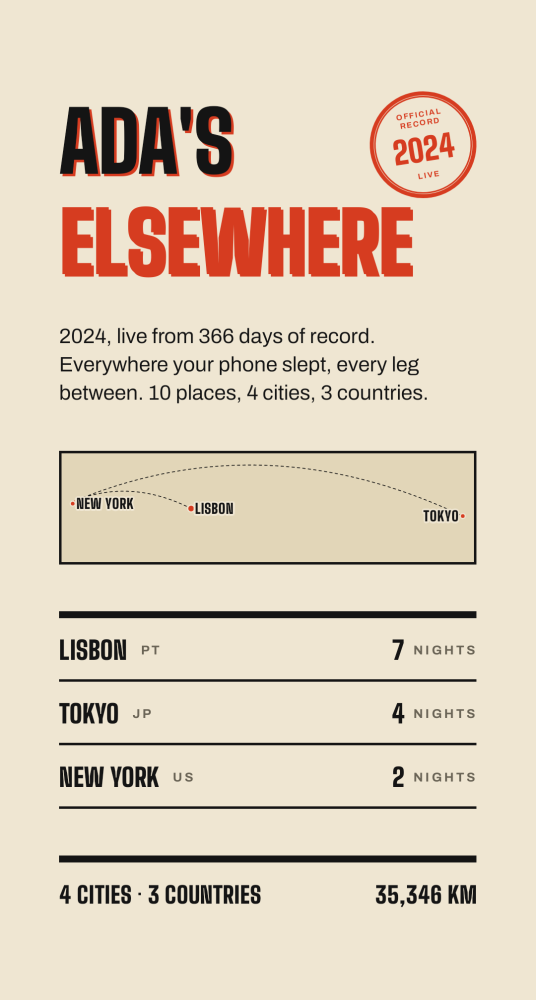 ADA'S
ELSEWHERE
OFFICIAL
RECORD
2024
LIVE
2024, live from 366 days of record.
Everywhere your phone slept, every leg
between. 10 places, 4 cities, 3 countries.
NEW YORK
LISBON
TOKYO
LISBON PT 7 NIGHTS
TOKYO JP 4 NIGHTS
NEW YORK US 2 NIGHTS
4 CITIES · 3 COUNTRIES 35,346 KM